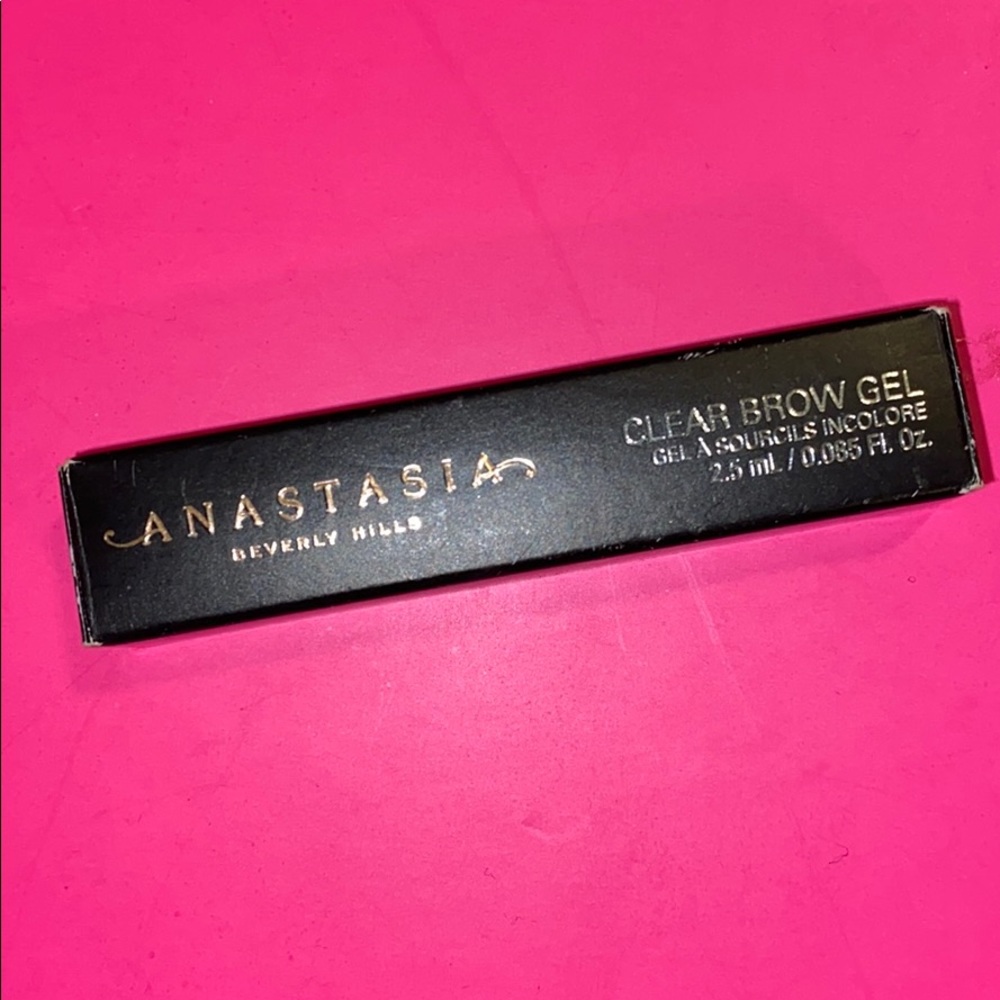 ANASTASIA
BEVERLY HILLS
CLEAR BROW GEL
GEL À SOURCILS INCOLORE
2.5 mL / 0.085 Fl. Oz.